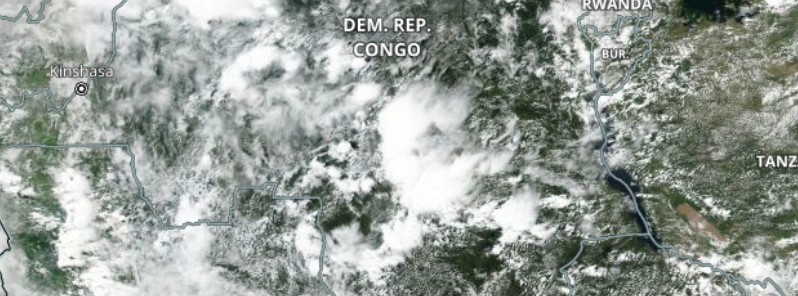 RWANDA
DEM. REP.
CONGO
BUR.
Kinshasa
TANZ